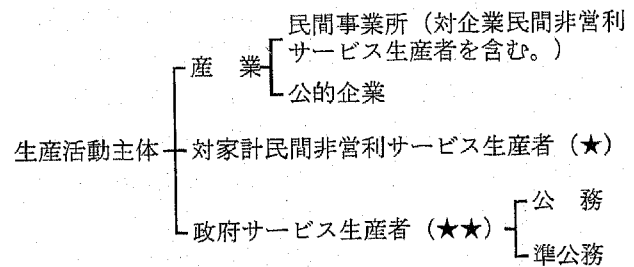 民間事業所（対企業民間非営利
サービス生産者を含む。）
産　業
公的企業
生産活動主体
対家計民間非営利サービス生産者（★）
公　務
政府サービス生産者（★★）
準公務